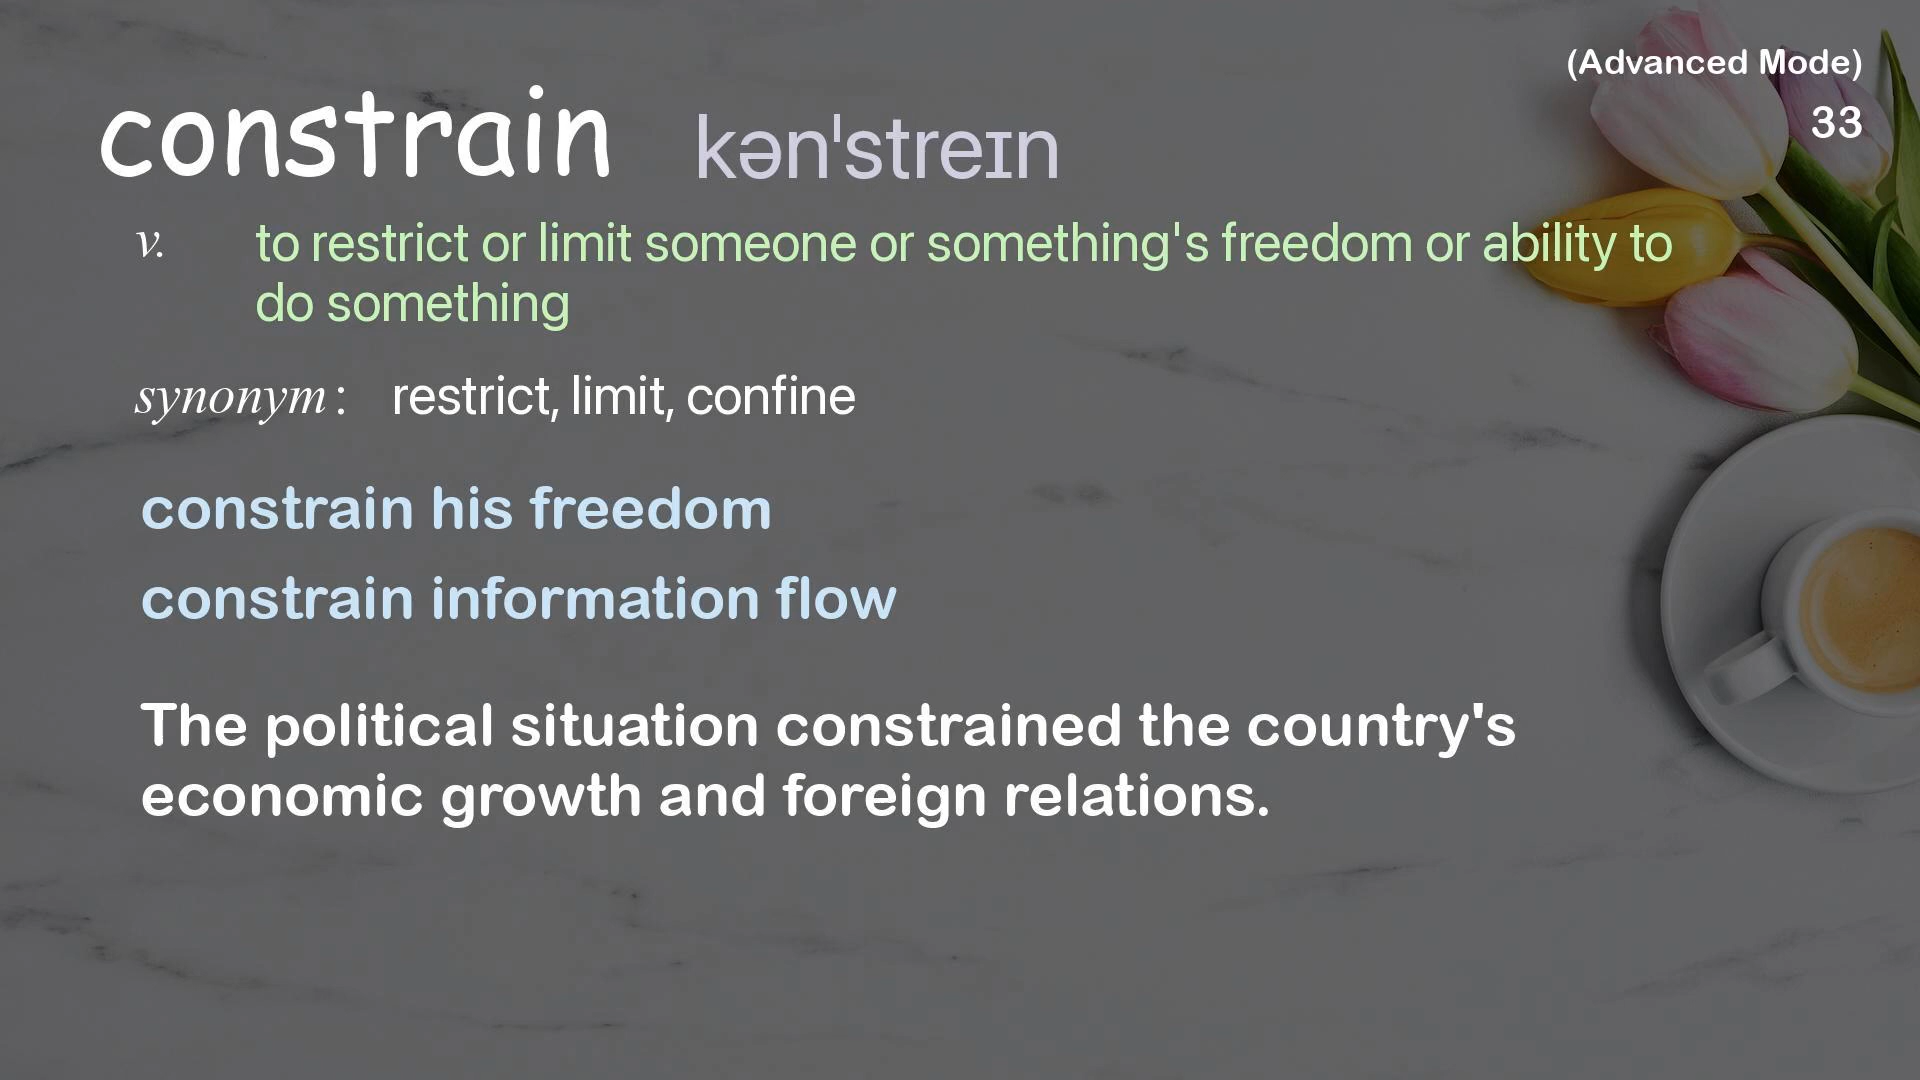 (Advanced Mode)
33
constrain kən'streɪn
v. to restrict or limit someone or something's freedom or ability to
do something
synonym: restrict, limit, confine
constrain his freedom
constrain information flow
The political situation constrained the country's
economic growth and foreign relations.